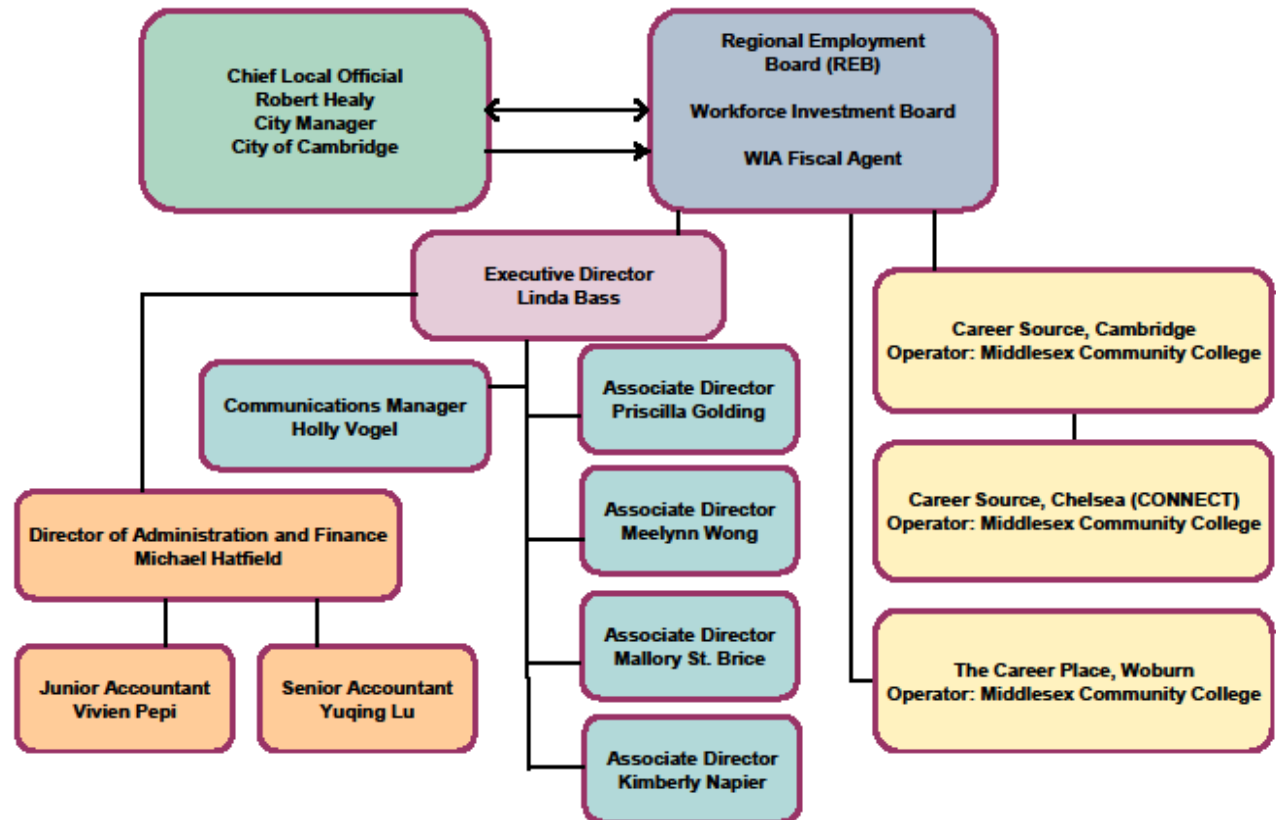 Chief Local Official
Robert Healy
City Manager
City of Cambridge
Regional Employment
Board (REB)
Workforce Investment Board
WIA Fiscal Agent
Executive Director
Linda Bass
Communications Manager
Holly Vogel
Associate Director
Priscilla Golding
Associate Director
Meelynn Wong
Associate Director
Mallory St. Brice
Associate Director
Kimberly Napier
Director of Administration and Finance
Michael Hatfield
Junior Accountant
Vivien Pepi
Senior Accountant
Yuqing Lu
Career Source, Cambridge
Operator: Middlesex Community College
Career Source, Chelsea (CONNECT)
Operator: Middlesex Community College
The Career Place, Woburn
Operator: Middlesex Community College